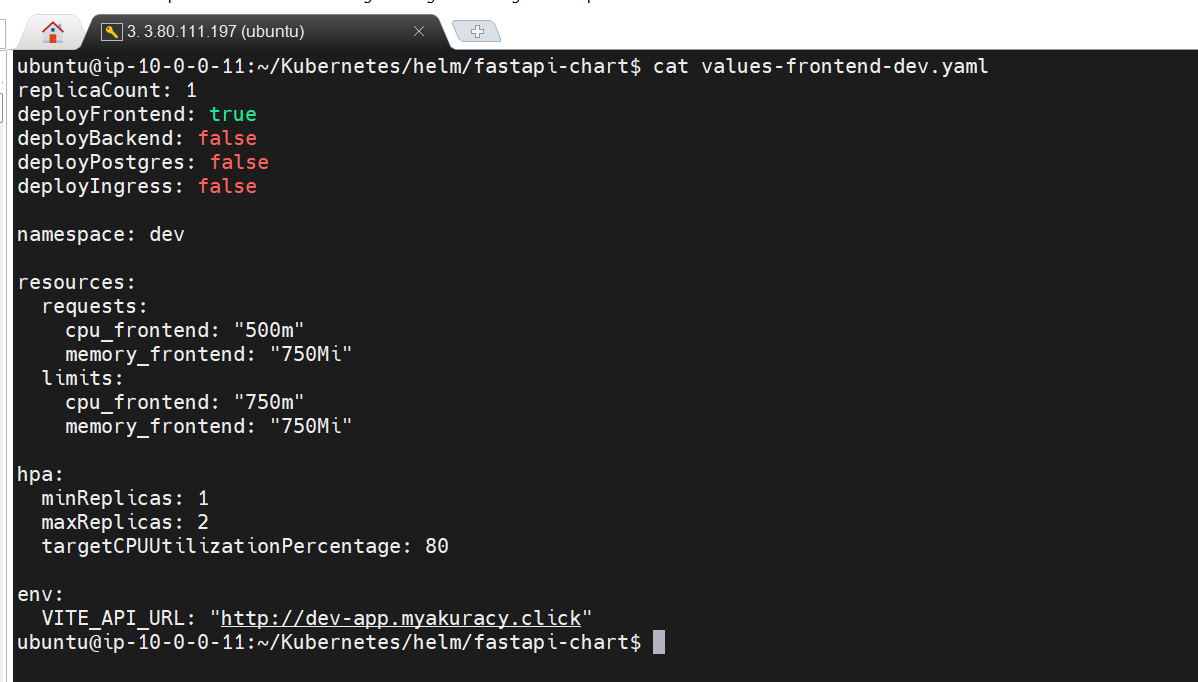 3. 3.80.111.197 (ubuntu)
ubuntu@ip-10-0-0-11:~/Kubernetes/helm/fastapi-chart$ cat values-frontend-dev.yaml
replicaCount: 1
deployFrontend: true
deployBackend: false
deployPostgres: false
deployIngress: false

namespace: dev

resources:
  requests:
    cpu_frontend: "500m"
    memory_frontend: "750Mi"
  limits:
    cpu_frontend: "750m"
    memory_frontend: "750Mi"

hpa:
  minReplicas: 1
  maxReplicas: 2
  targetCPUUtilizationPercentage: 80

env:
  VITE_API_URL: "http://dev-app.myakuracy.click"
ubuntu@ip-10-0-0-11:~/Kubernetes/helm/fastapi-chart$